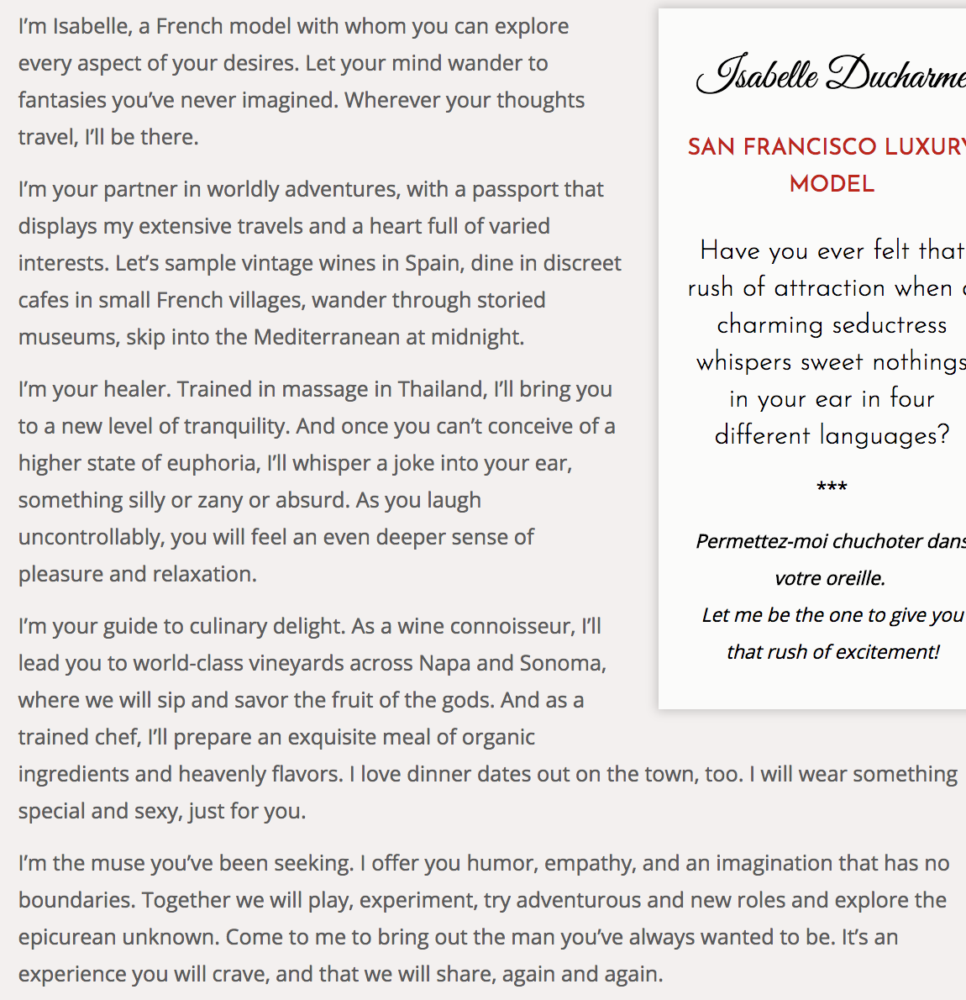 I’m Isabelle, a French model with whom you can explore
every aspect of your desires. Let your mind wander to
fantasies you’ve never imagined. Wherever your thoughts
travel, I’ll be there.
I’m your partner in worldly adventures, with a passport that
displays my extensive travels and a heart full of varied
interests. Let’s sample vintage wines in Spain, dine in discreet
cafes in small French villages, wander through storied
museums, skip into the Mediterranean at midnight.
I’m your healer. Trained in massage in Thailand, I’ll bring you
to a new level of tranquility. And once you can’t conceive of a
higher state of euphoria, I’ll whisper a joke into your ear,
something silly or zany or absurd. As you laugh
uncontrollably, you will feel an even deeper sense of
pleasure and relaxation.
I’m your guide to culinary delight. As a wine connoisseur, I’ll
lead you to world-class vineyards across Napa and Sonoma,
where we will sip and savor the fruit of the gods. And as a
trained chef, I’ll prepare an exquisite meal of organic
ingredients and heavenly flavors. I love dinner dates out on the town, too. I will wear something
special and sexy, just for you.
I’m the muse you’ve been seeking. I offer you humor, empathy, and an imagination that has no
boundaries. Together we will play, experiment, try adventurous and new roles and explore the
epicurean unknown. Come to me to bring out the man you’ve always wanted to be. It’s an
experience you will crave, and that we will share, again and again.
Isabelle Ducharme
SAN FRANCISCO LUXURY
MODEL
Have you ever felt that
rush of attraction when a
charming seductress
whispers sweet nothings
in your ear in four
different languages?
***
Permettez-moi chuchoter dans
votre oreille.
Let me be the one to give you
that rush of excitement!